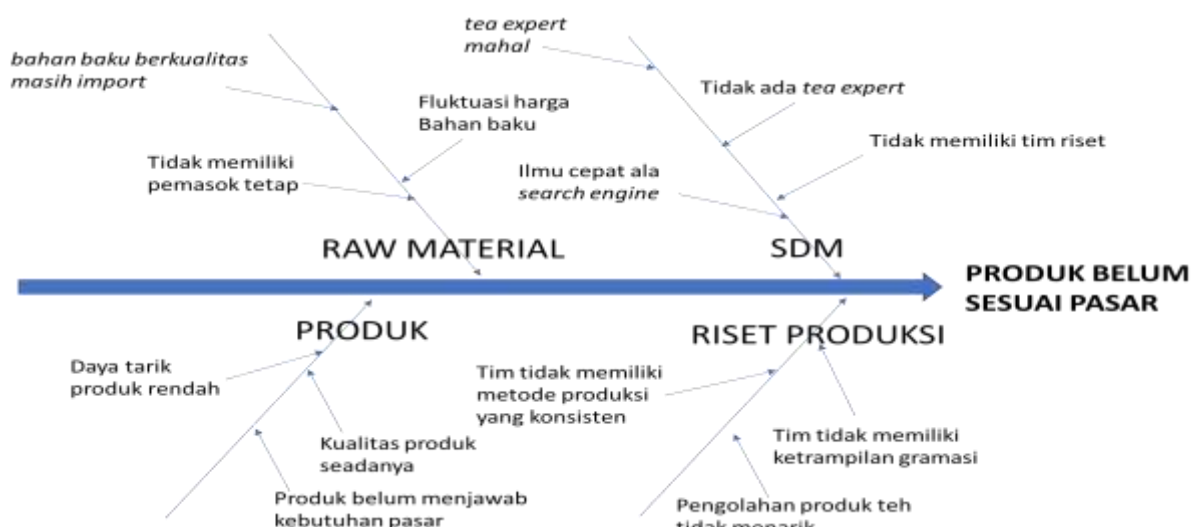 tea expert
mahal
bahan baku berkualitas
masih import
Fluktuasi harga
Bahan baku
Tidak ada tea expert
Tidak memiliki tim riset
Tidak memiliki
pemasok tetap
Ilmu cepat ala
search engine
RAW MATERIAL
SDM
PRODUK BELUM
SESUAI PASAR
PRODUK
RISET PRODUKSI
Daya tarik
produk rendah
Tim tidak memiliki
metode produksi
yang konsisten
Kualitas produk
seadanya
Tim tidak memiliki
ketrampilan gramasi
Produk belum menjawab
kebutuhan pasar
Pengolahan produk teh
tidak menarik